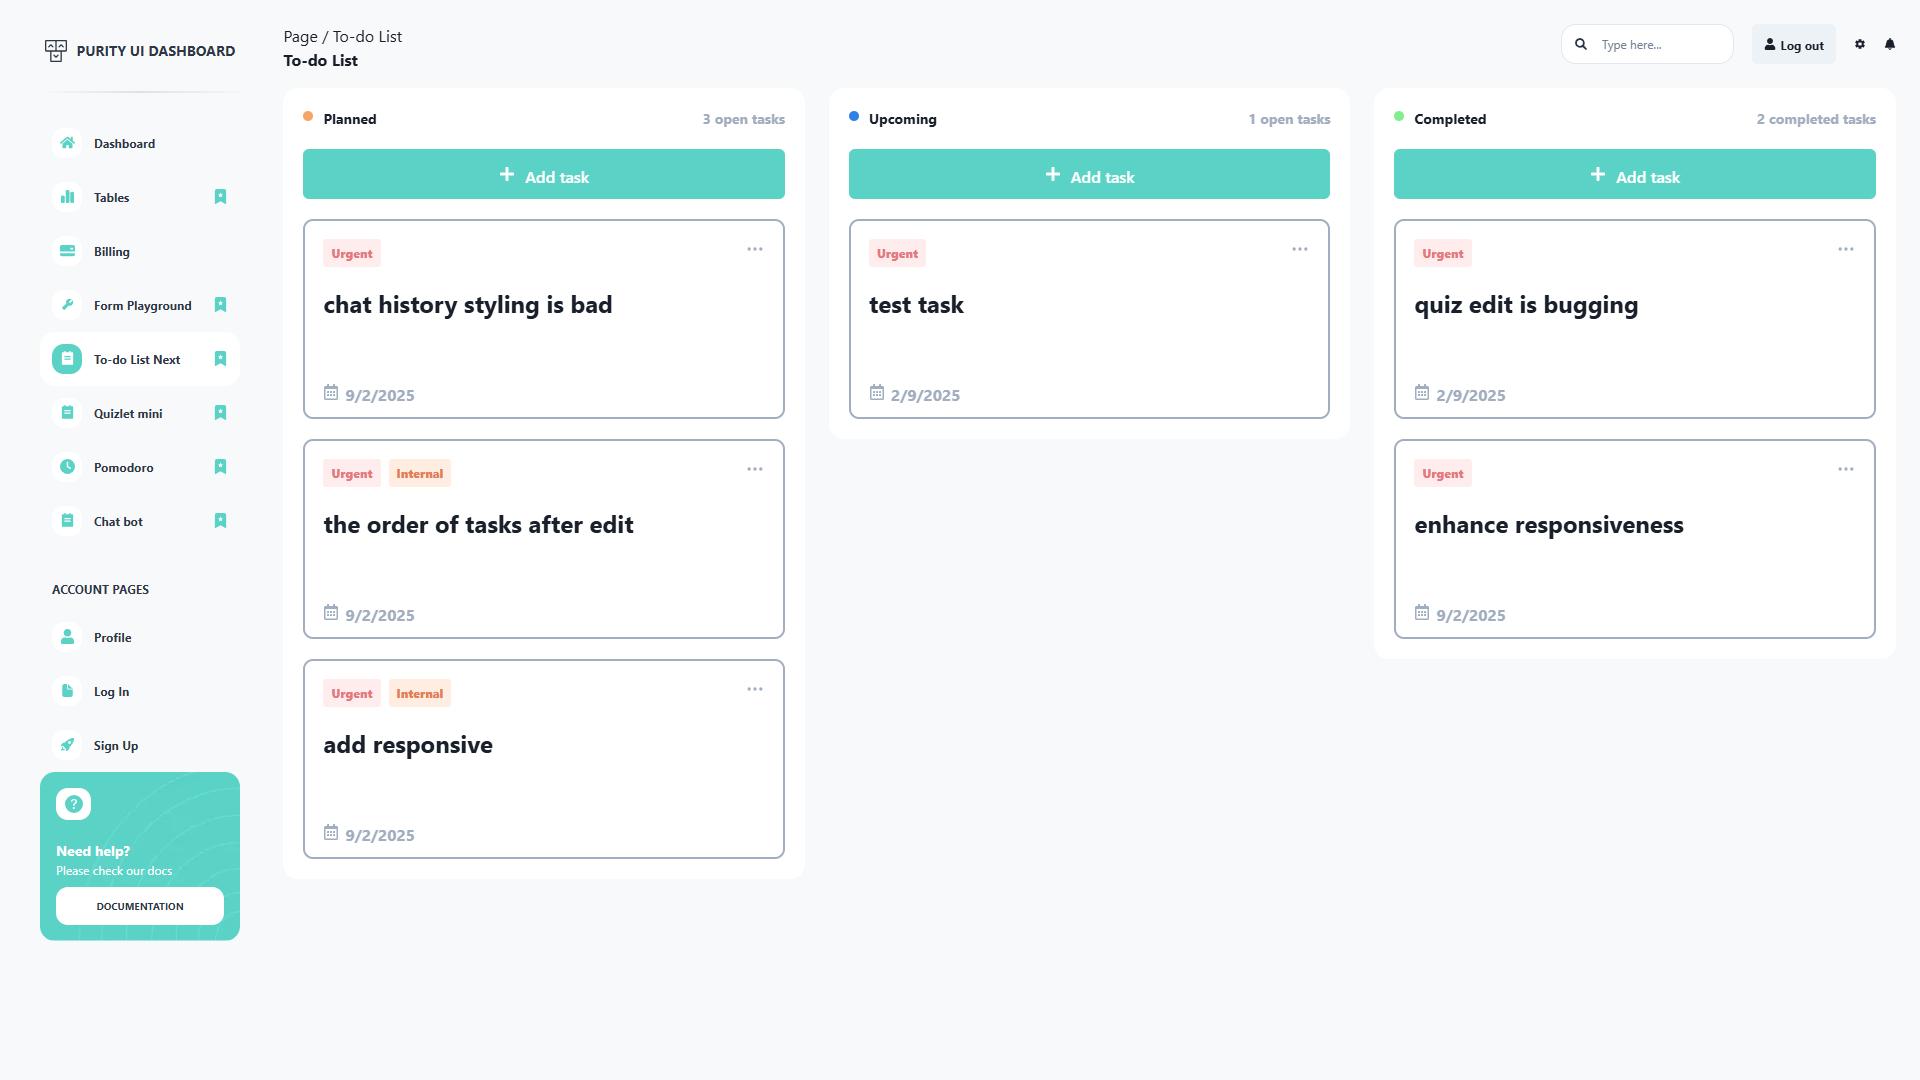 PURITY UI DASHBOARD
Dashboard
Tables
Billing
Form Playground
To-do List Next
Quizlet mini
Pomodoro
Chat bot
ACCOUNT PAGES
Profile
Log In
Sign Up
?
Need help?
Please check our docs
DOCUMENTATION
Page / To-do List
To-do List
Type here...
Log out
Planned
3 open tasks
Add task
Urgent
chat history styling is bad
9/2/2025
Urgent Internal
the order of tasks after edit
9/2/2025
Urgent Internal
add responsive
9/2/2025
Upcoming
1 open tasks
Add task
Urgent
test task
2/9/2025
Completed
2 completed tasks
Add task
Urgent
quiz edit is bugging
2/9/2025
Urgent
enhance responsiveness
9/2/2025